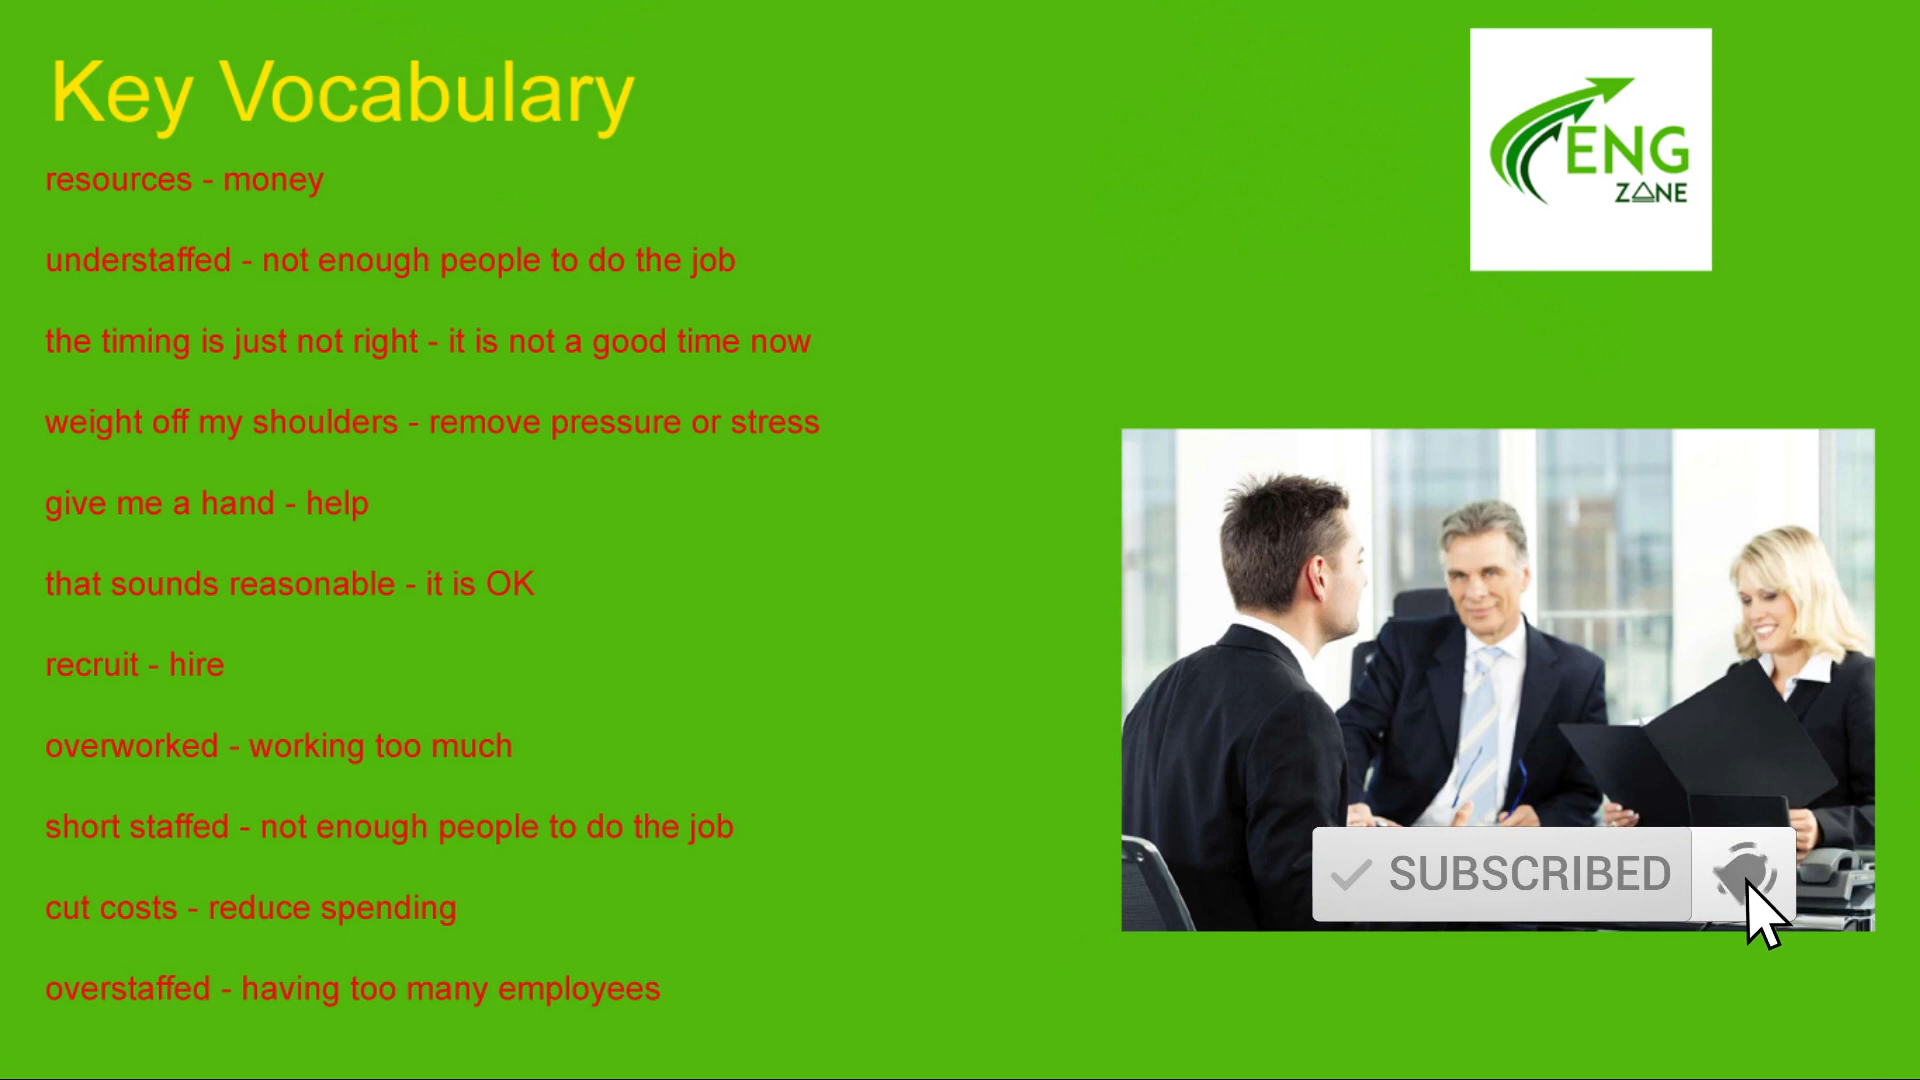 Key Vocabulary
resources - money
understaffed - not enough people to do the job
the timing is just not right - it is not a good time now
weight off my shoulders - remove pressure or stress
give me a hand - help
that sounds reasonable - it is OK
recruit - hire
overworked - working too much
short staffed - not enough people to do the job
cut costs - reduce spending
overstaffed - having too many employees
ENG
ZANE
SUBSCRIBED